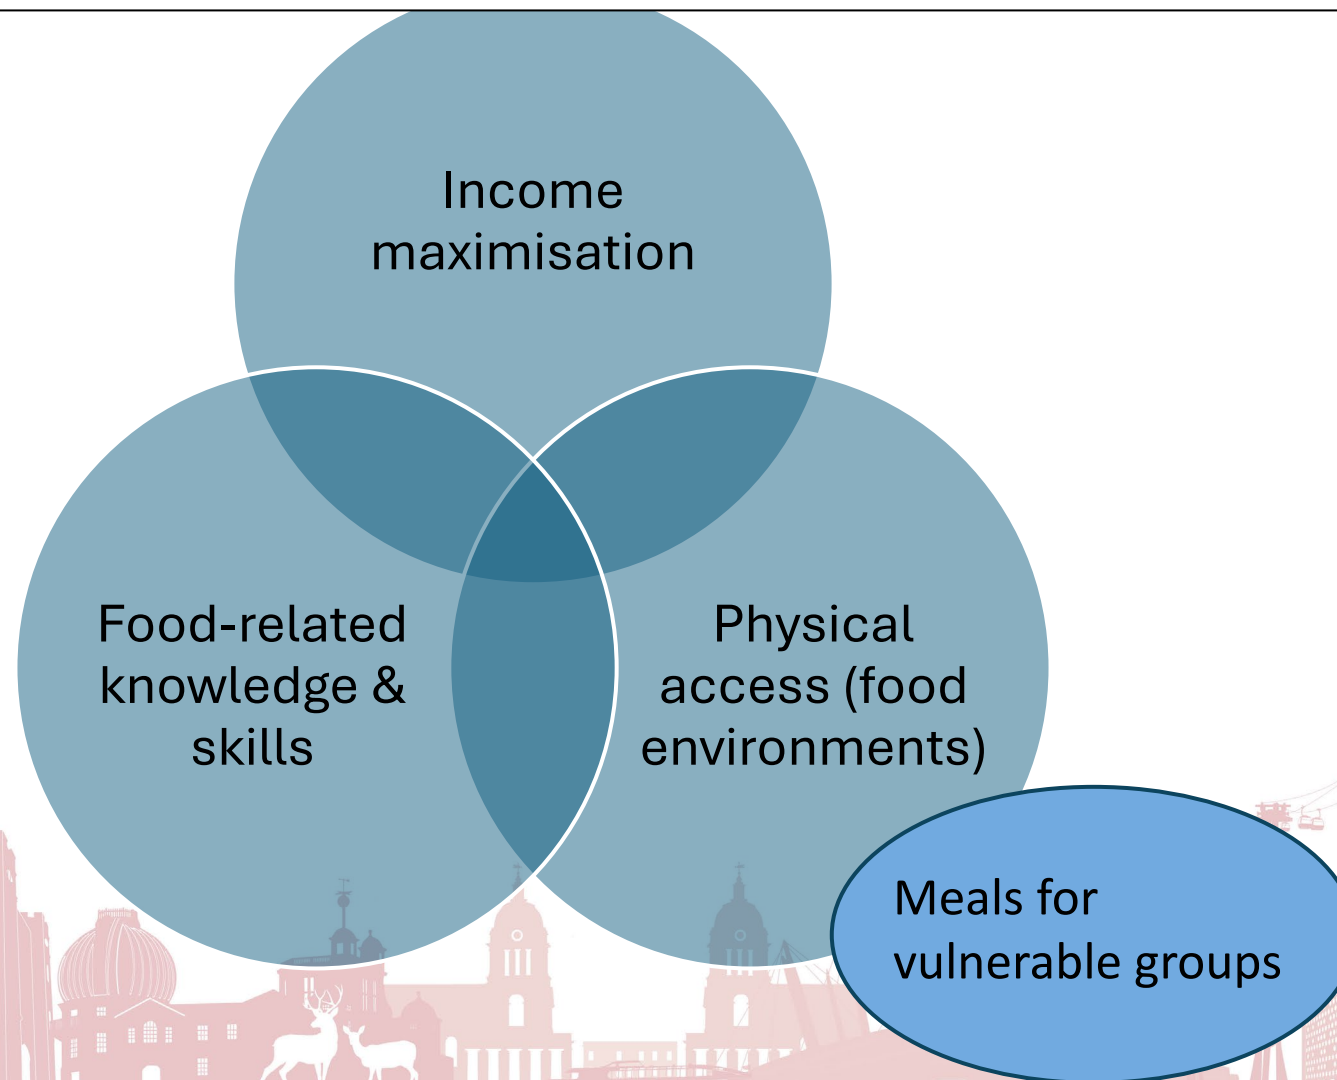 Income
maximisation
Food-related
knowledge &
skills
Physical
access (food
environments)
Meals for
vulnerable groups